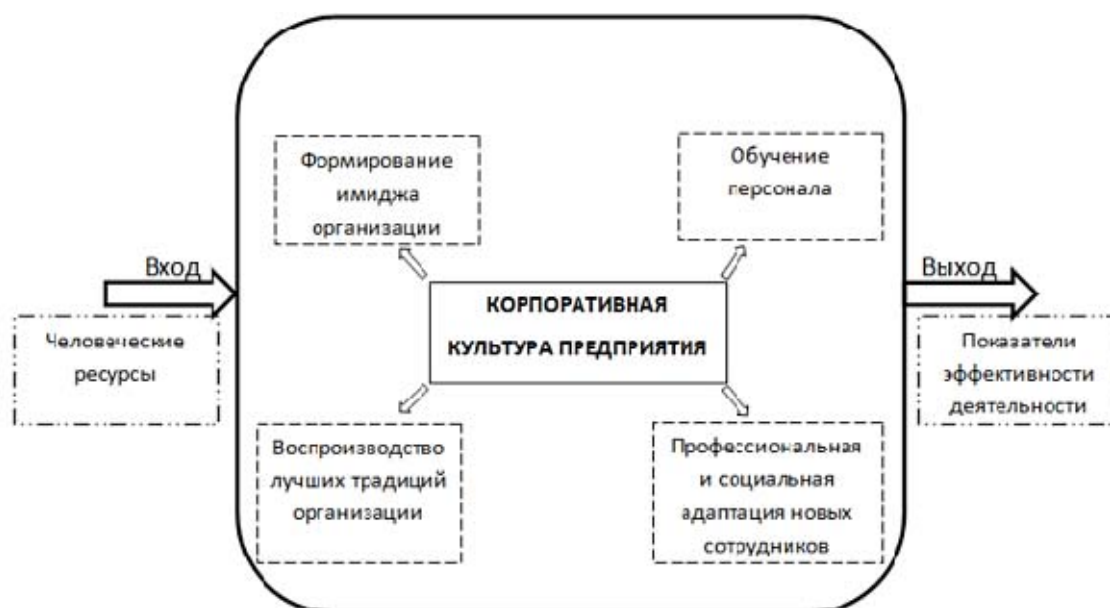 Формирование
имиджа
организации
Обучение
персонала
Вход
Человеческие
ресурсы
КОРПОРАТИВНАЯ
КУЛЬТУРА ПРЕДПРИЯТИЯ
Выход
Показатели
эффективности
деятельности
Воспроизводство
лучших традиций
организации
Профессиональная
и социальная
адаптация новых
сотрудников